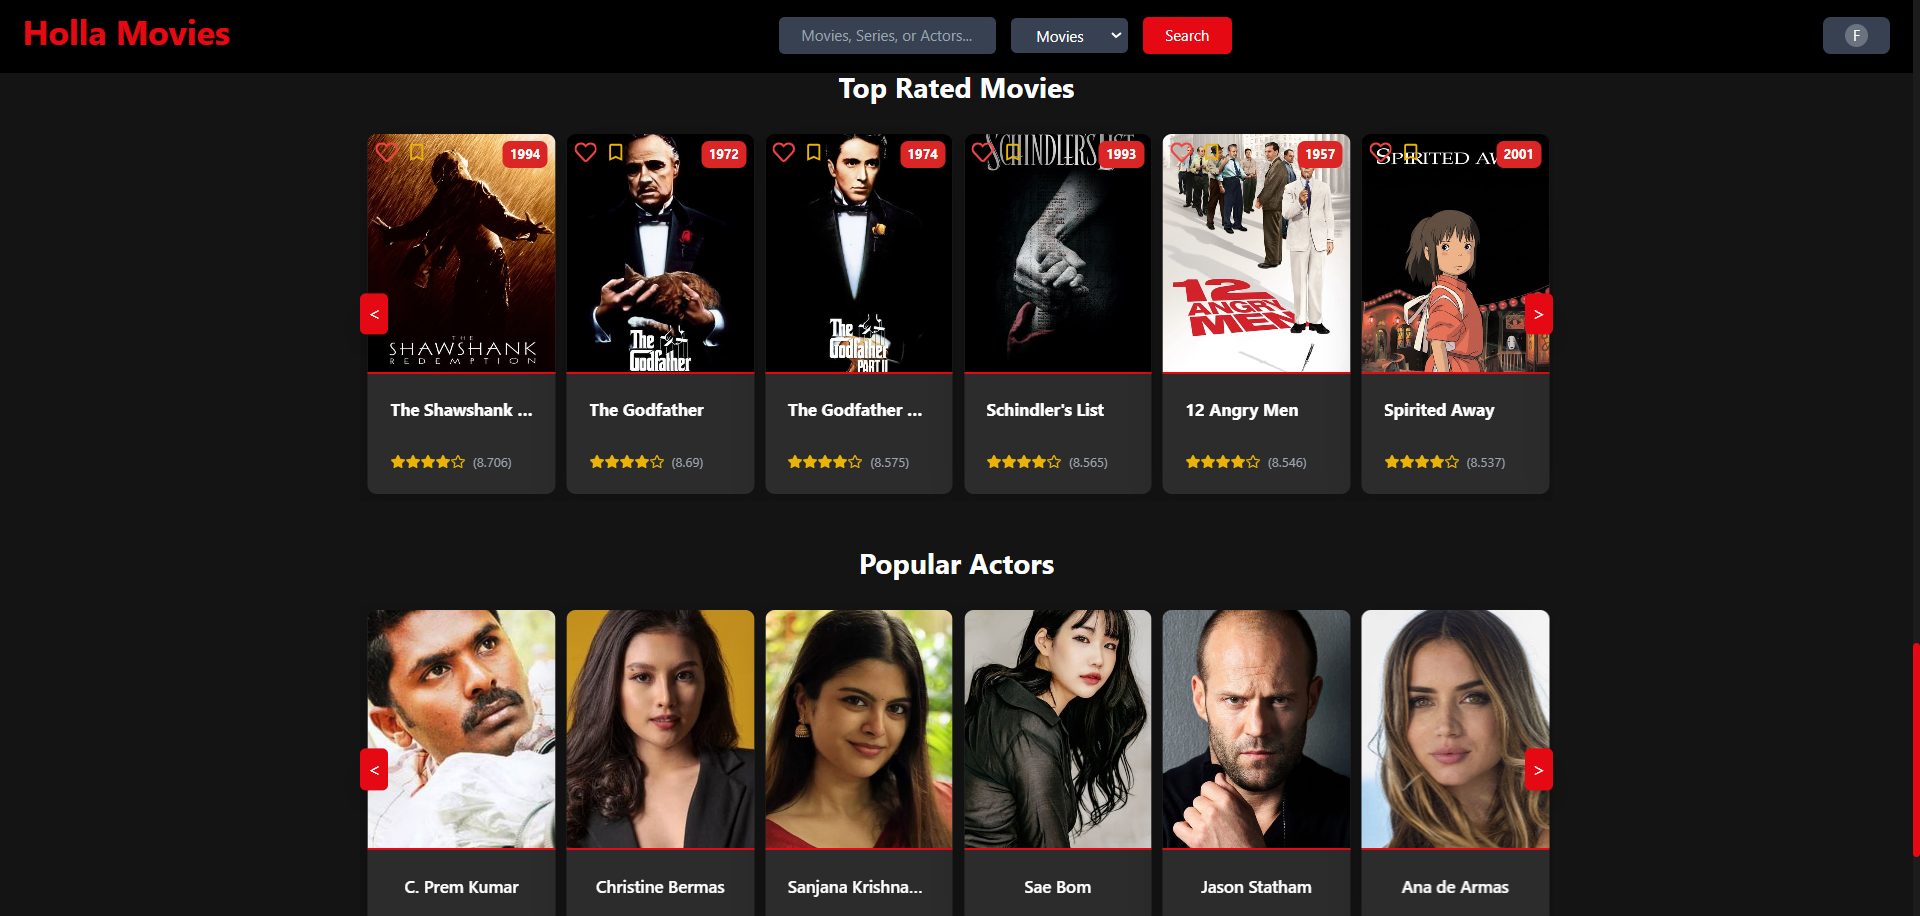 Holla Movies
Movies, Series, or Actors...
Movies
Search
F
Top Rated Movies
1994
1972
1974
SCHINDLER'S LIST
1993
1957
SPIRITED AW
2001
<
>
THE
SHAWSHANK
REDEMPTION
The
Godfather
The
Godfather
PART II
12
ANGRY
MEN
The Shawshank ...
The Godfather
The Godfather ...
Schindler's List
12 Angry Men
Spirited Away
(8.706)
(8.69)
(8.575)
(8.565)
(8.546)
(8.537)
Popular Actors
<
>
C. Prem Kumar
Christine Bermas
Sanjana Krishna...
Sae Bom
Jason Statham
Ana de Armas